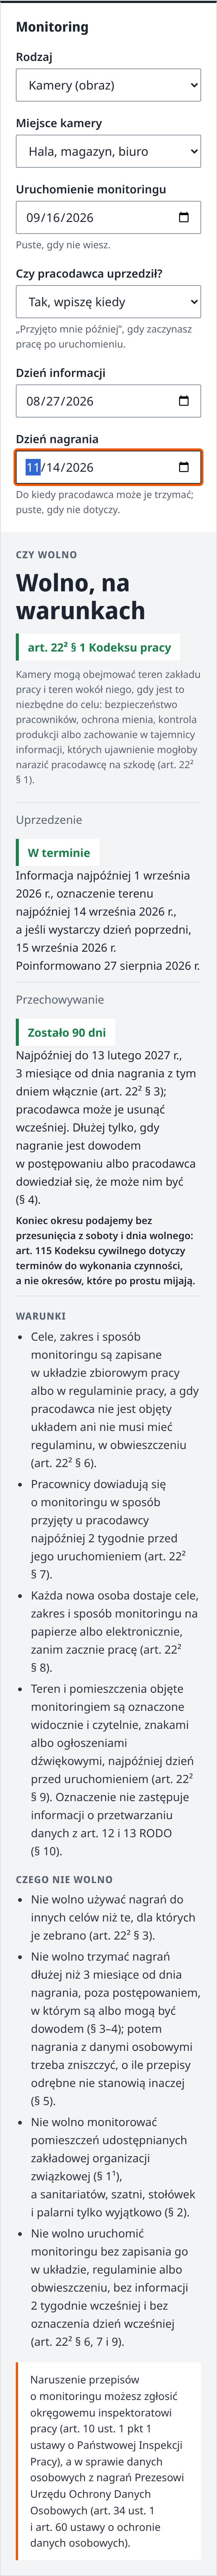 Monitoring
Rodzaj
Kamery (obraz)
Miejsce kamery
Hala, magazyn, biuro
Uruchomienie monitoringu
09/16/2026
Puste, gdy nie wiesz.
Czy pracodawca uprzedził?
Tak, wpiszę kiedy
„Przyjęto mnie później”, gdy zaczynasz
pracę po uruchomieniu.
Dzień informacji
08/27/2026
Dzień nagrania
11/14/2026
Do kiedy pracodawca może je trzymać;
puste, gdy nie dotyczy.
CZY WOLNO
Wolno, na
warunkach
art. 22² § 1 Kodeksu pracy
Kamery mogą obejmować teren zakładu
pracy i teren wokół niego, gdy jest to
niezbędne do celu: bezpieczeństwo
pracowników, ochrona mienia, kontrola
produkcji albo zachowanie w tajemnicy
informacji, których ujawnienie mogłoby
narazić pracodawcę na szkodę (art. 22²
§ 1).
Uprzedzenie
W terminie
Informacja najpóźniej 1 września
2026 r., oznaczenie terenu
najpóźniej 14 września 2026 r.,
a jeśli wystarczy dzień poprzedni,
15 września 2026 r.
Poinformowano 27 sierpnia 2026 r.
Przechowywanie
Zostało 90 dni
Najpóźniej do 13 lutego 2027 r.,
3 miesiące od dnia nagrania z tym
dniem włącznie (art. 22² § 3);
pracodawca może je usunąć
wcześniej. Dłużej tylko, gdy
nagranie jest dowodem
w postępowaniu albo pracodawca
dowiedział się, że może nim być
(§ 4).
Koniec okresu podajemy bez
przesunięcia z soboty i dnia wolnego:
art. 115 Kodeksu cywilnego dotyczy
terminów do wykonania czynności,
a nie okresów, które po prostu mijają.
WARUNKI
• Cele, zakres i sposób
monitoringu są zapisane
w układzie zbiorowym pracy
albo w regulaminie pracy, a gdy
pracodawca nie jest objęty
układem ani nie musi mieć
regulaminu, w obwieszczeniu
(art. 22² § 6).
• Pracownicy dowiadują się
o monitoringu w sposób
przyjęty u pracodawcy
najpóźniej 2 tygodnie przed
jego uruchomieniem (art. 22²
§ 7).
• Każda nowa osoba dostaje cele,
zakres i sposób monitoringu na
papierze albo elektronicznie,
zanim zacznie pracę (art. 22²
§ 8).
• Teren i pomieszczenia objęte
monitoringiem są oznaczone
widocznie i czytelnie, znakami
albo ogłoszeniami
dźwiękowymi, najpóźniej dzień
przed uruchomieniem (art. 22²
§ 9). Oznaczenie nie zastępuje
informacji o przetwarzaniu
danych z art. 12 i 13 RODO
(§ 10).
CZEGO NIE WOLNO
• Nie wolno używać nagrań do
innych celów niż te, dla których
je zebrano (art. 22² § 3).
• Nie wolno trzymać nagrań
dłużej niż 3 miesiące od dnia
nagrania, poza postępowaniem,
w którym są albo mogą być
dowodem (§ 3–4); potem
nagrania z danymi osobowymi
trzeba zniszczyć, o ile przepisy
odrębne nie stanowią inaczej
(§ 5).
• Nie wolno monitorować
pomieszczeń udostępnianych
zakładowej organizacji
związkowej (§ 1¹),
a sanitariatów, szatni, stołówek
i palarni tylko wyjątkowo (§ 2).
• Nie wolno uruchomić
monitoringu bez zapisania go
w układzie, regulaminie albo
obwieszczeniu, bez informacji
2 tygodnie wcześniej i bez
oznaczenia dzień wcześniej
(art. 22² § 6, 7 i 9).
Naruszenie przepisów
o monitoringu możesz zgłosić
okręgowemu inspektoratowi
pracy (art. 10 ust. 1 pkt 1
ustawy o Państwowej Inspekcji
Pracy), a w sprawie danych
osobowych z nagrań Prezesowi
Urzędu Ochrony Danych
Osobowych (art. 34 ust. 1
i art. 60 ustawy o ochronie
danych osobowych).